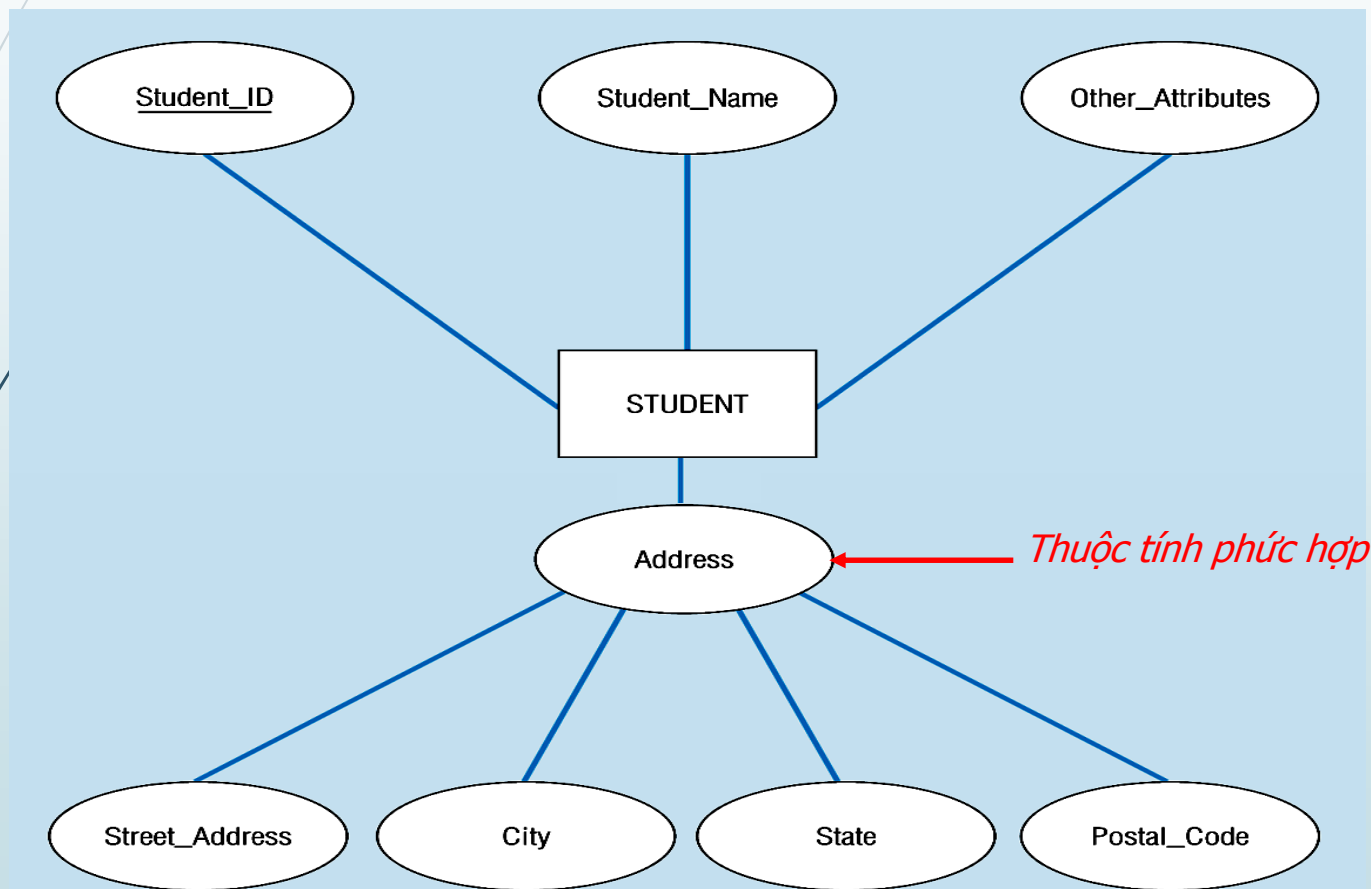 Student_ID
Student_Name
Other_Attributes
STUDENT
Address
Thuộc tính phức hợp
Street_Address
City
State
Postal_Code